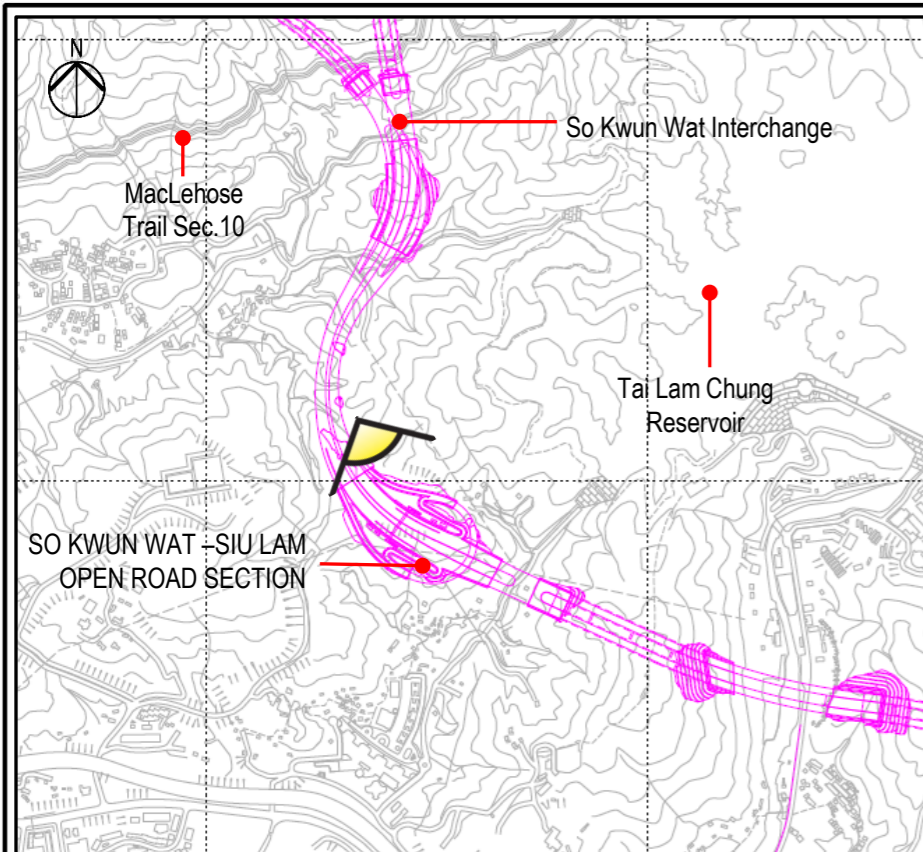 N
So Kwun Wat Interchange
MacLehose
Trail Sec.10
Tai Lam Chung
Reservoir
SO KWUN WAT –SIU LAM
OPEN ROAD SECTION